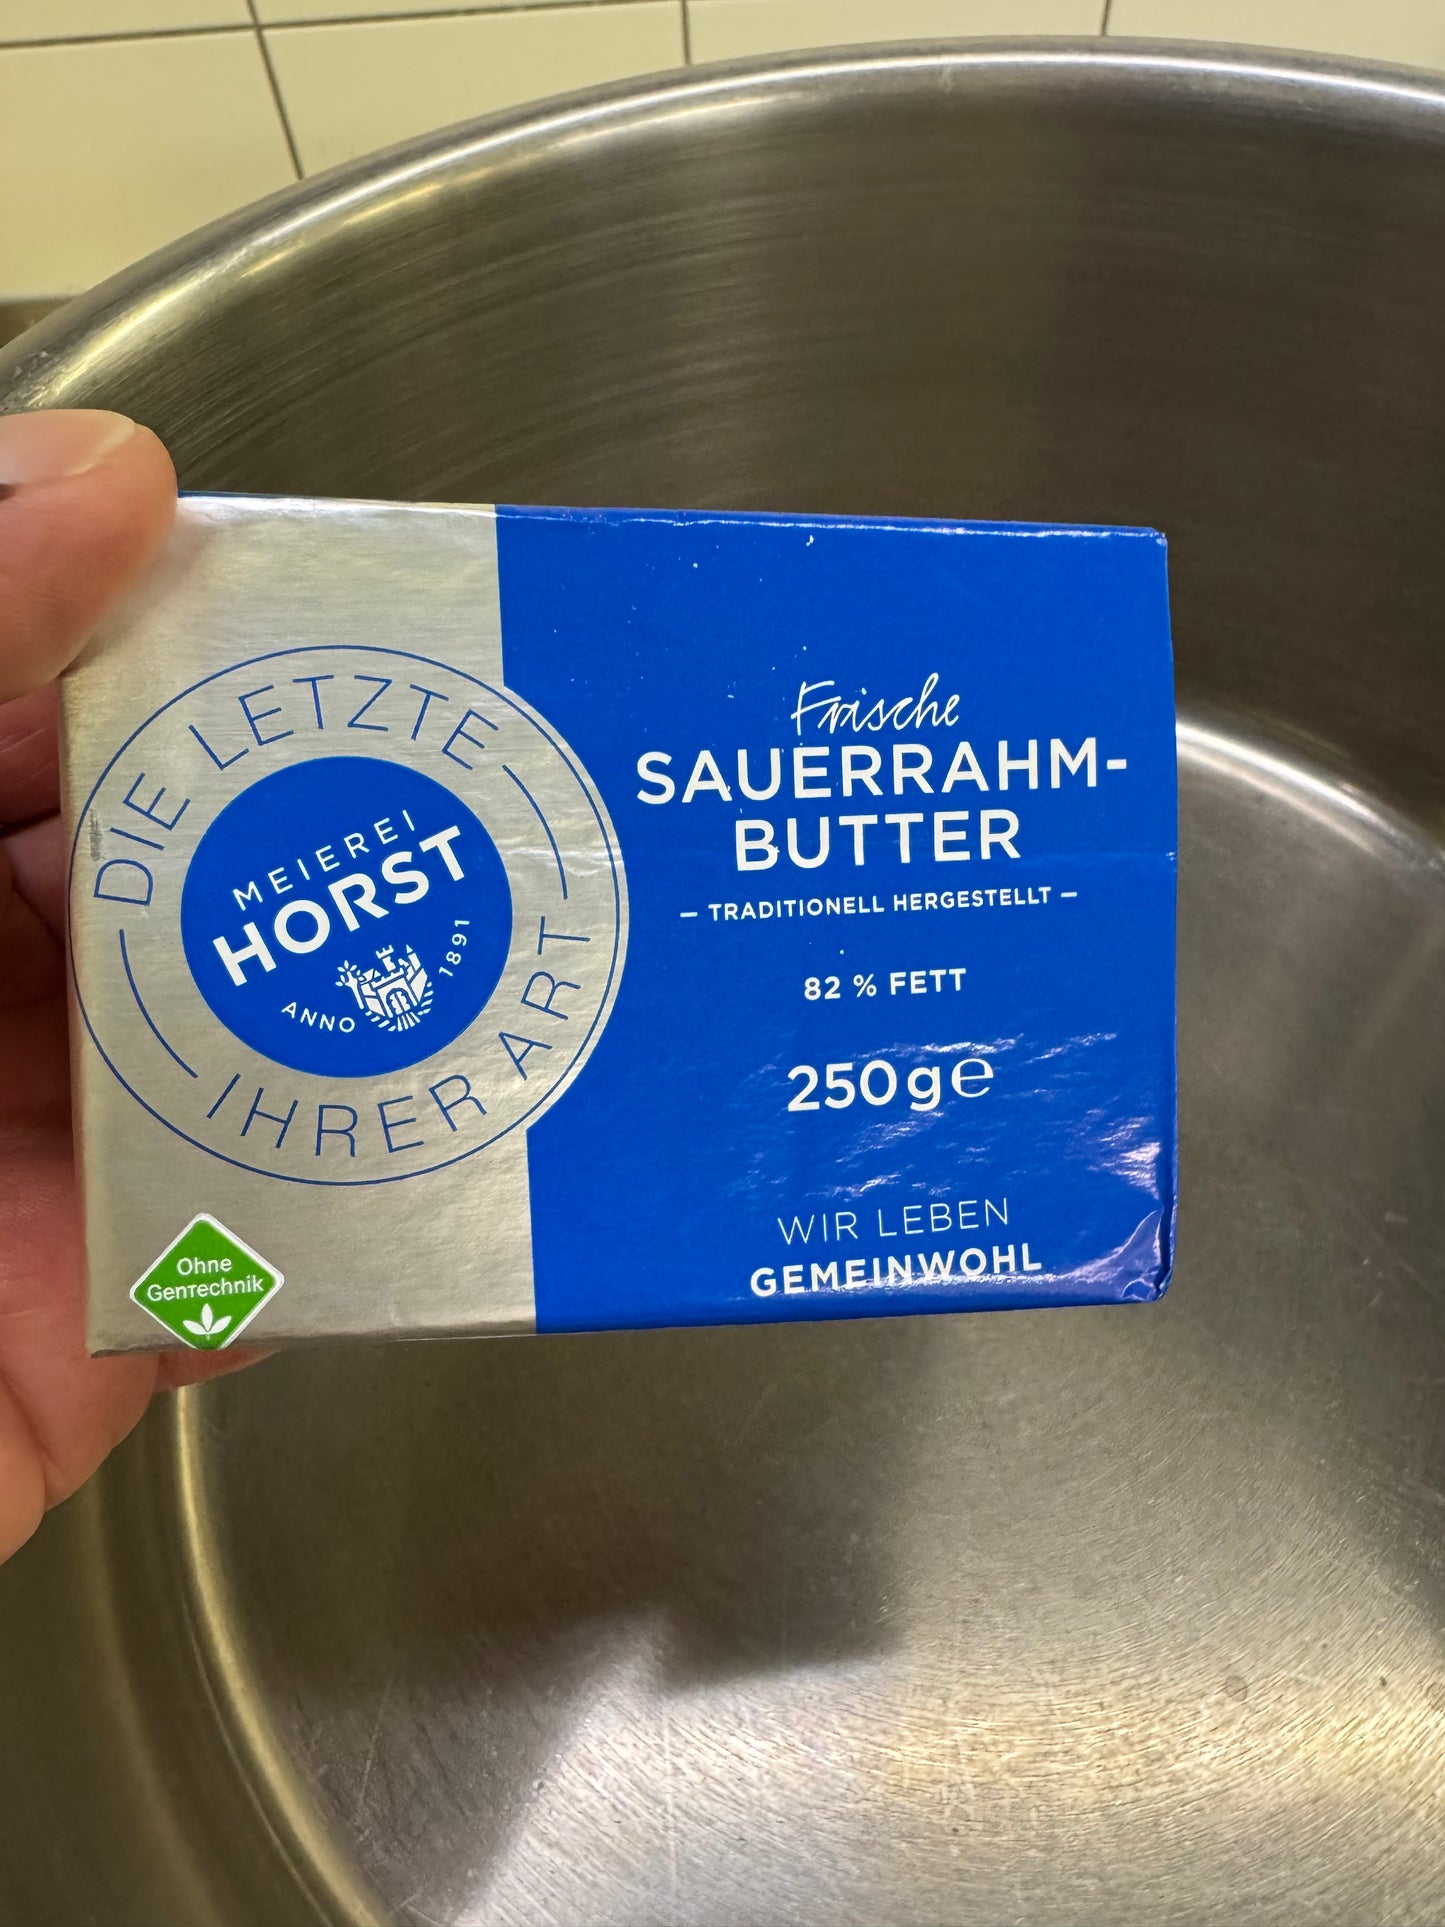 DIE LETZTE
IHRER ART
MEIEREI
HORST
ANNO 1891
Ohne
GenTechnik
Frische
SAUERRAHM-
BUTTER
– TRADITIONELL HERGESTELLT –
82 % FETT
250g℮
WIR LEBEN
GEMEINWOHL